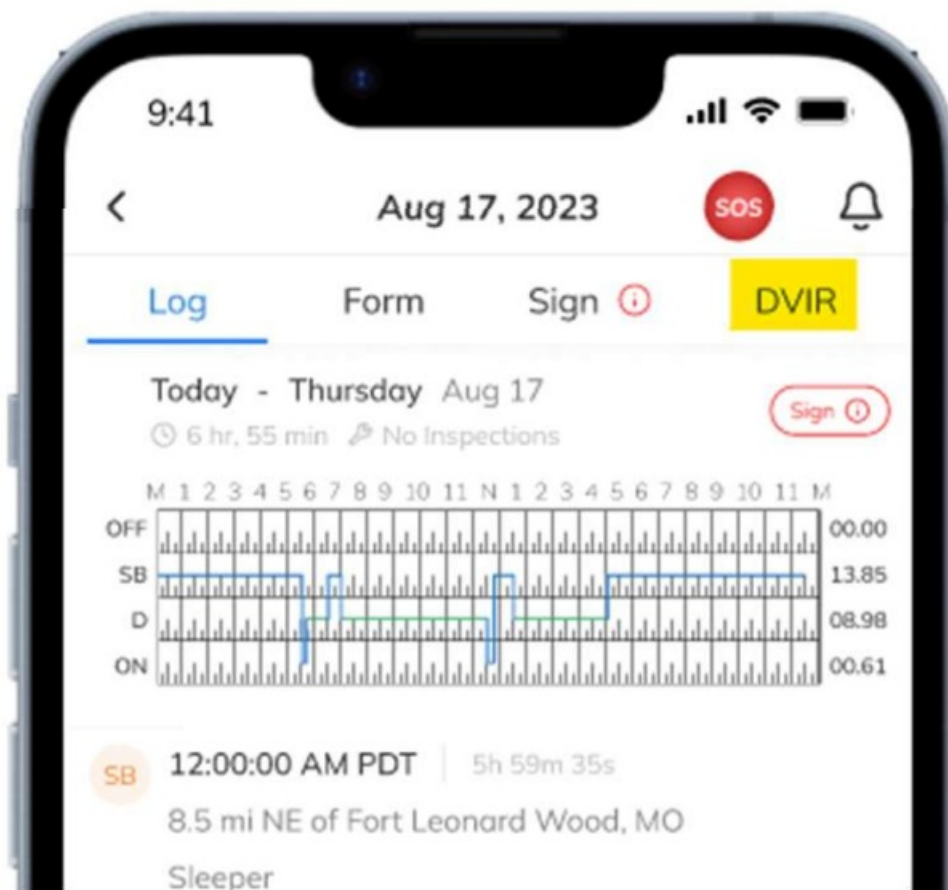 9:41
Aug 17, 2023 SOS
Log Form Sign DVIR
Today - Thursday Aug 17
Sign
6 hr, 55 min No Inspections
M 1 2 3 4 5 6 7 8 9 10 11 N 1 2 3 4 5 6 7 8 9 10 11 M
OFF 00.00
SB 13.85
D 08.98
ON 00.61
SB 12:00:00 AM PDT 5h 59m 35s
8.5 mi NE of Fort Leonard Wood, MO
Sleeper